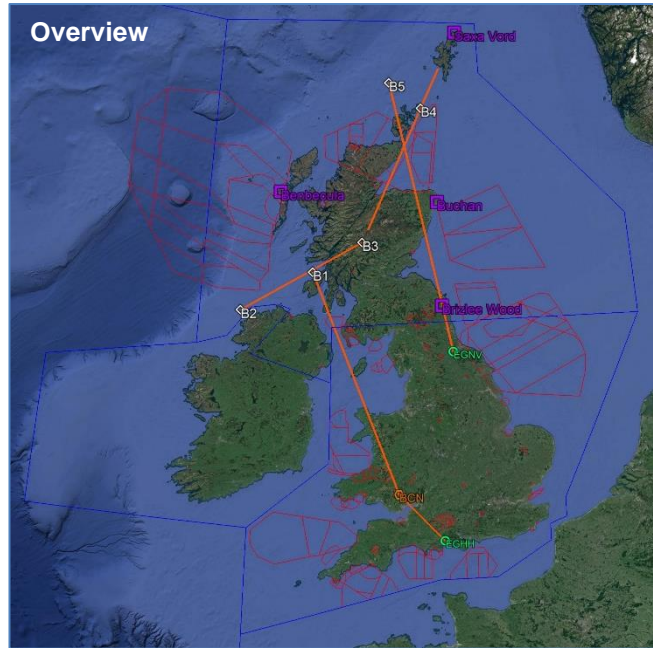 Overview
Saxa Vord
B5
B4
Benbecula
Buchan
B3
B1
B2
Brizlee Wood
EGNV
BCN
EGHH